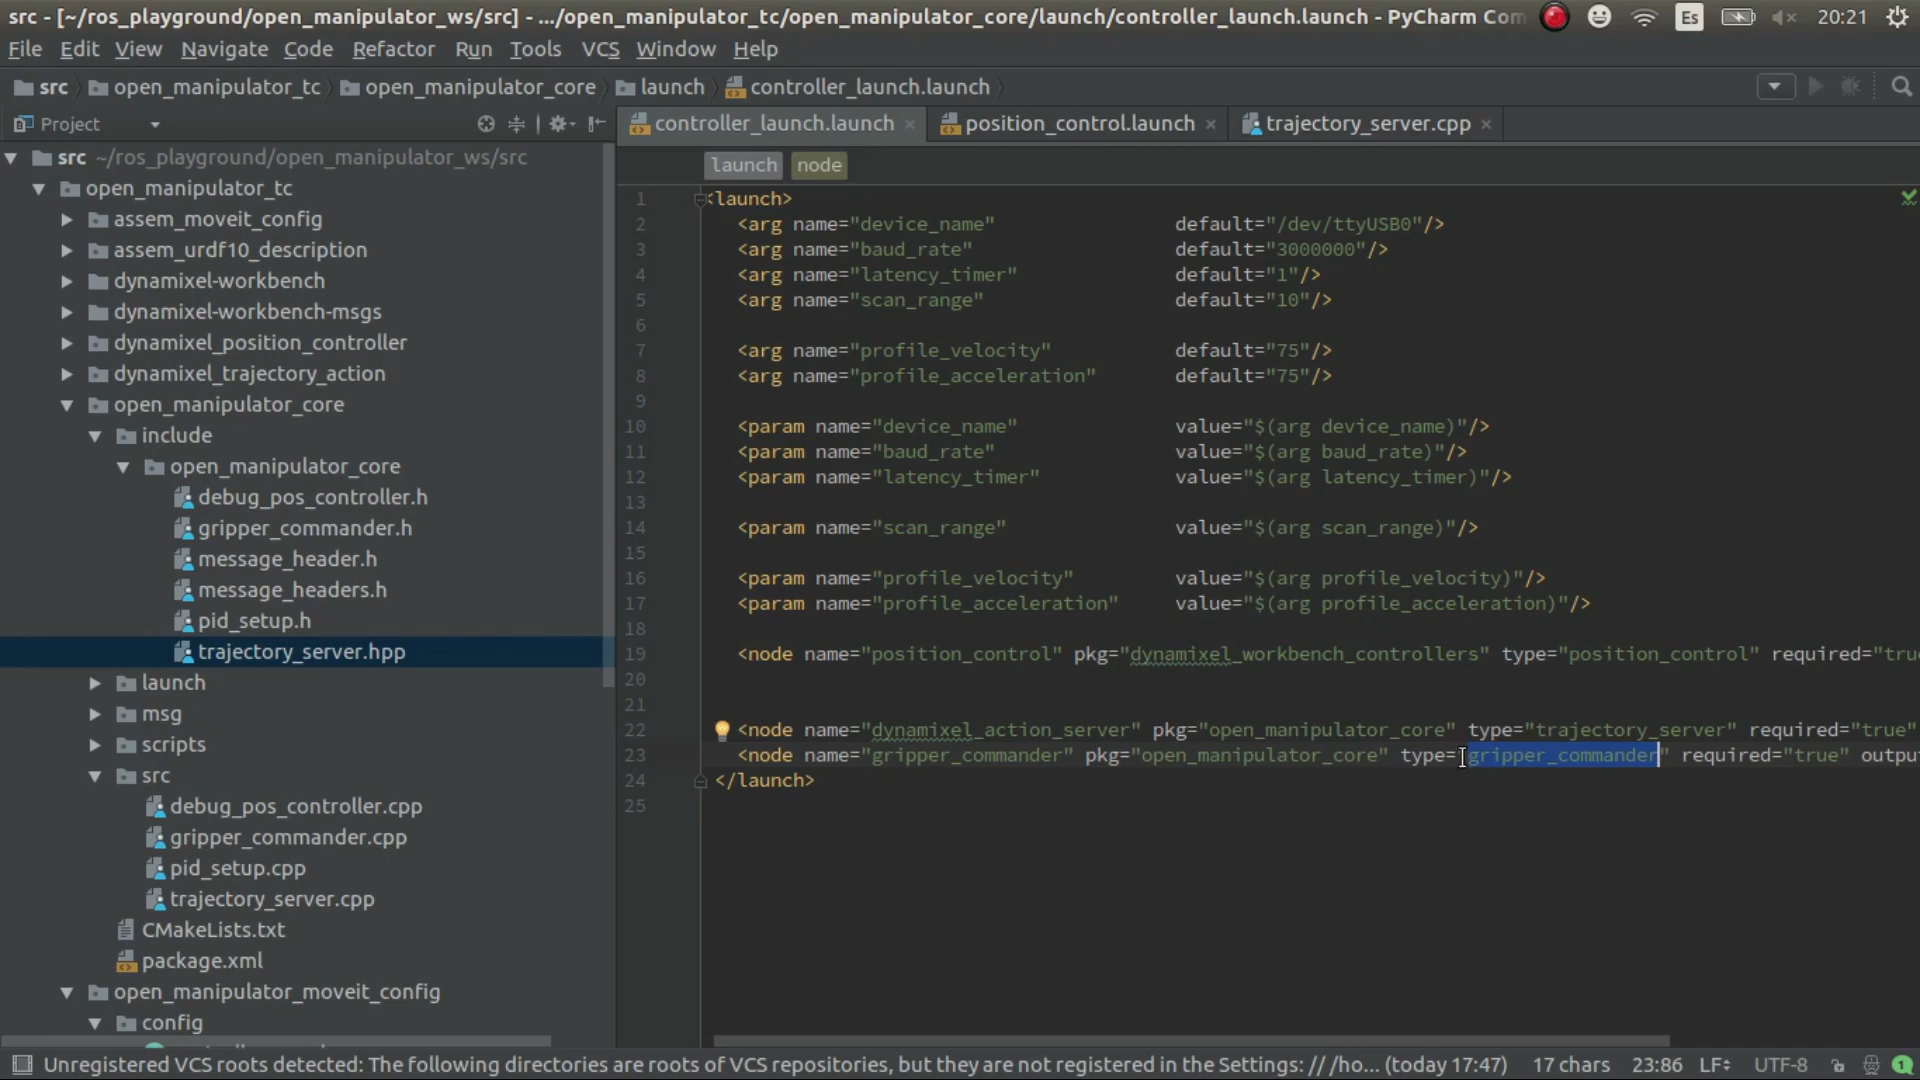 src - [~/ros_playground/open_manipulator_ws/src] - .../open_manipulator_tc/open_manipulator_core/launch/controller_launch.launch - PyCharm Com
Es
20:21
File Edit View Navigate Code Refactor Run Tools VCS Window Help
src open_manipulator_tc open_manipulator_core launch controller_launch.launch
Project
controller_launch.launch position_control.launch trajectory_server.cpp
launch node
src ~/ros_playground/open_manipulator_ws/src
open_manipulator_tc
assem_moveit_config
assem_urdf10_description
dynamixel-workbench
dynamixel-workbench-msgs
dynamixel_position_controller
dynamixel_trajectory_action
open_manipulator_core
include
open_manipulator_core
debug_pos_controller.h
gripper_commander.h
message_header.h
message_headers.h
pid_setup.h
trajectory_server.hpp
launch
msg
scripts
src
debug_pos_controller.cpp
gripper_commander.cpp
pid_setup.cpp
trajectory_server.cpp
CMakeLists.txt
package.xml
open_manipulator_moveit_config
config
1 <launch>
2 <arg name="device_name" default="/dev/ttyUSB0"/>
3 <arg name="baud_rate" default="3000000"/>
4 <arg name="latency_timer" default="1"/>
5 <arg name="scan_range" default="10"/>
6
7 <arg name="profile_velocity" default="75"/>
8 <arg name="profile_acceleration" default="75"/>
9
10 <param name="device_name" value="$(arg device_name)"/>
11 <param name="baud_rate" value="$(arg baud_rate)"/>
12 <param name="latency_timer" value="$(arg latency_timer)"/>
13
14 <param name="scan_range" value="$(arg scan_range)"/>
15
16 <param name="profile_velocity" value="$(arg profile_velocity)"/>
17 <param name="profile_acceleration" value="$(arg profile_acceleration)"/>
18
19 <node name="position_control" pkg="dynamixel_workbench_controllers" type="position_control" required="tru
20
21
22 <node name="dynamixel_action_server" pkg="open_manipulator_core" type="trajectory_server" required="true"
23 <node name="gripper_commander" pkg="open_manipulator_core" type="gripper_commander" required="true" outpu
24 </launch>
25
Unregistered VCS roots detected: The following directories are roots of VCS repositories, but they are not registered in the Settings: // /ho... (today 17:47) 17 chars 23:86 LF UTF-8 1